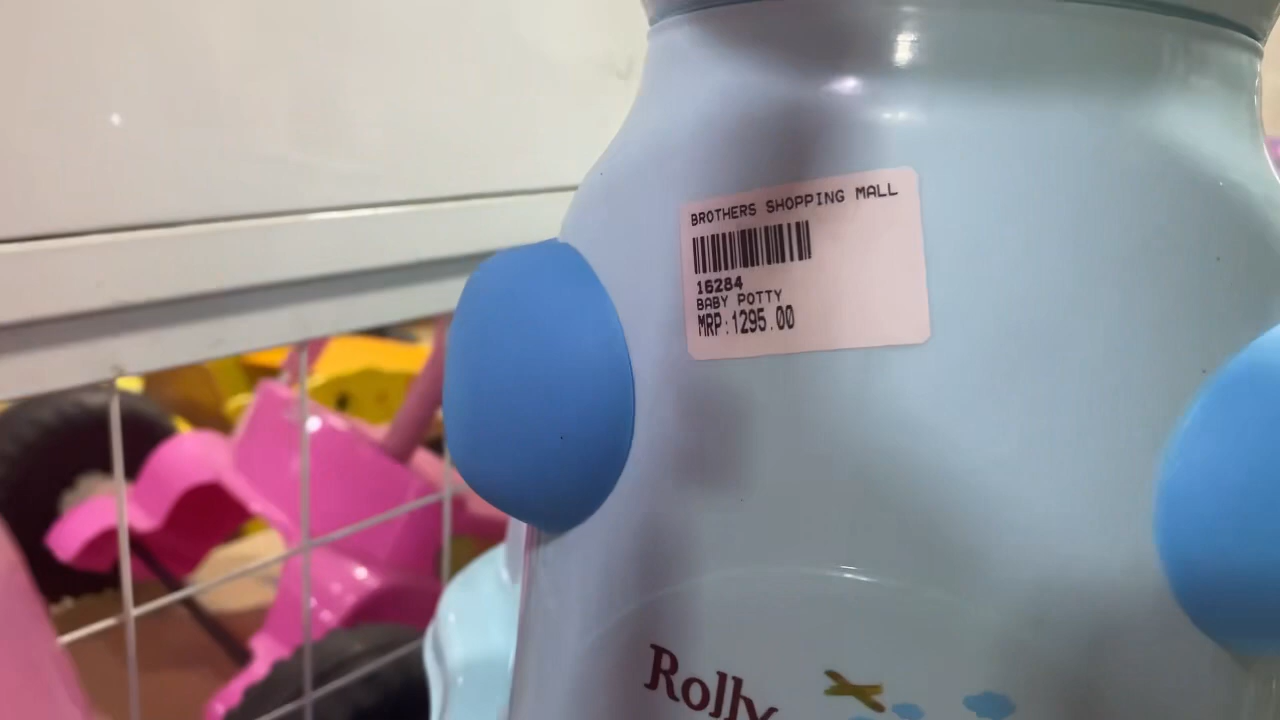 BROTHERS SHOPPING MALL
16284
BABY POTTY
MRP:1295.00
Rolly